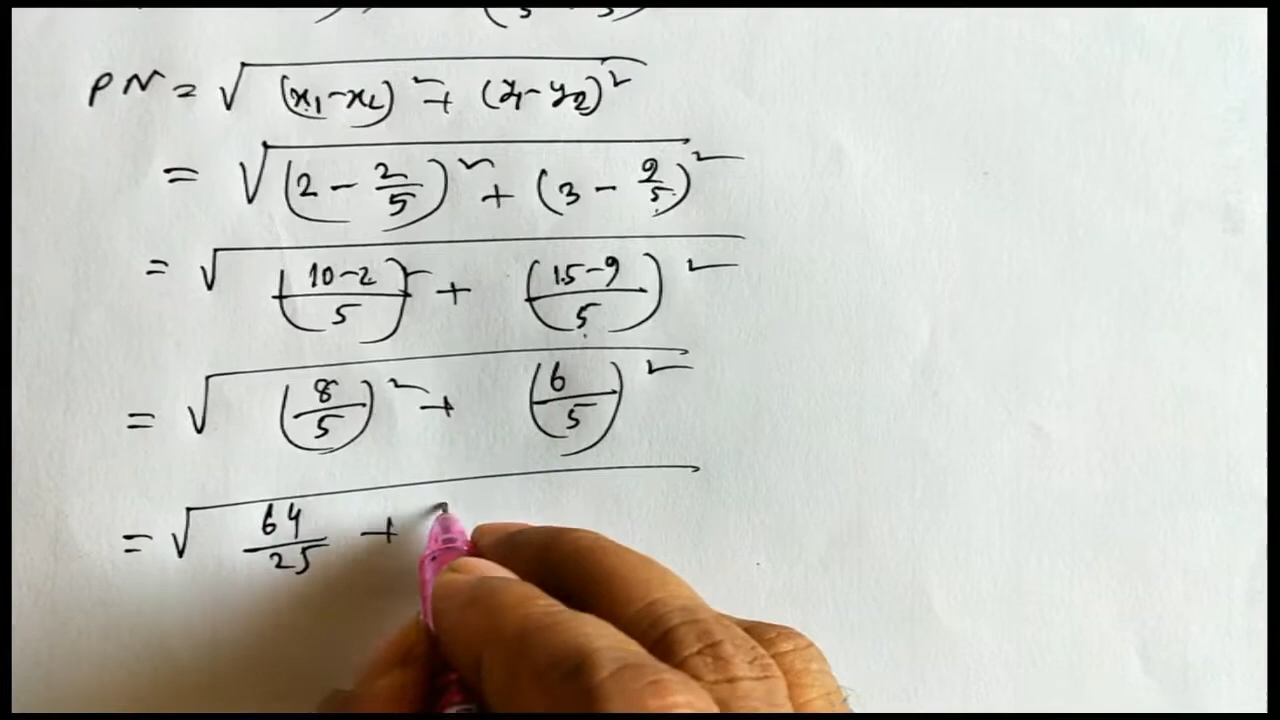 PN = √((x₁-x₂)² + (y₁-y₂)²)
= √((2 - 2/5)² + (3 - 9/5)²)
= √(((10-2)/5)² + ((15-9)/5)²)
= √((8/5)² + (6/5)²)
= √(64/25 +